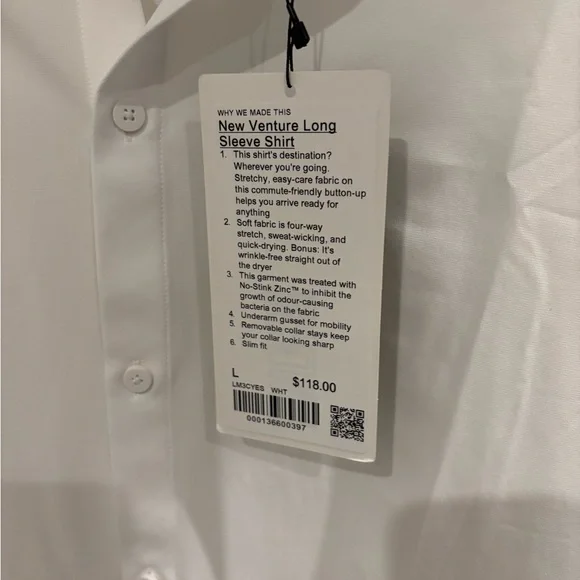 WHY WE MADE THIS
New Venture Long
Sleeve Shirt
1. This shirt's destination?
Wherever you're going.
Stretchy, easy-care fabric on
this commute-friendly button-up
helps you arrive ready for
anything
2. Soft fabric is four-way
stretch, sweat-wicking, and
quick-drying. Bonus: It's
wrinkle-free straight out of
the dryer
3. This garment was treated with
No-Stink Zinc™ to inhibit the
growth of odour-causing
bacteria on the fabric
4. Underarm gusset for mobility
5. Removable collar stays keep
your collar looking sharp
6. Slim fit
L $118.00
LM3CYES WHT
000136600397